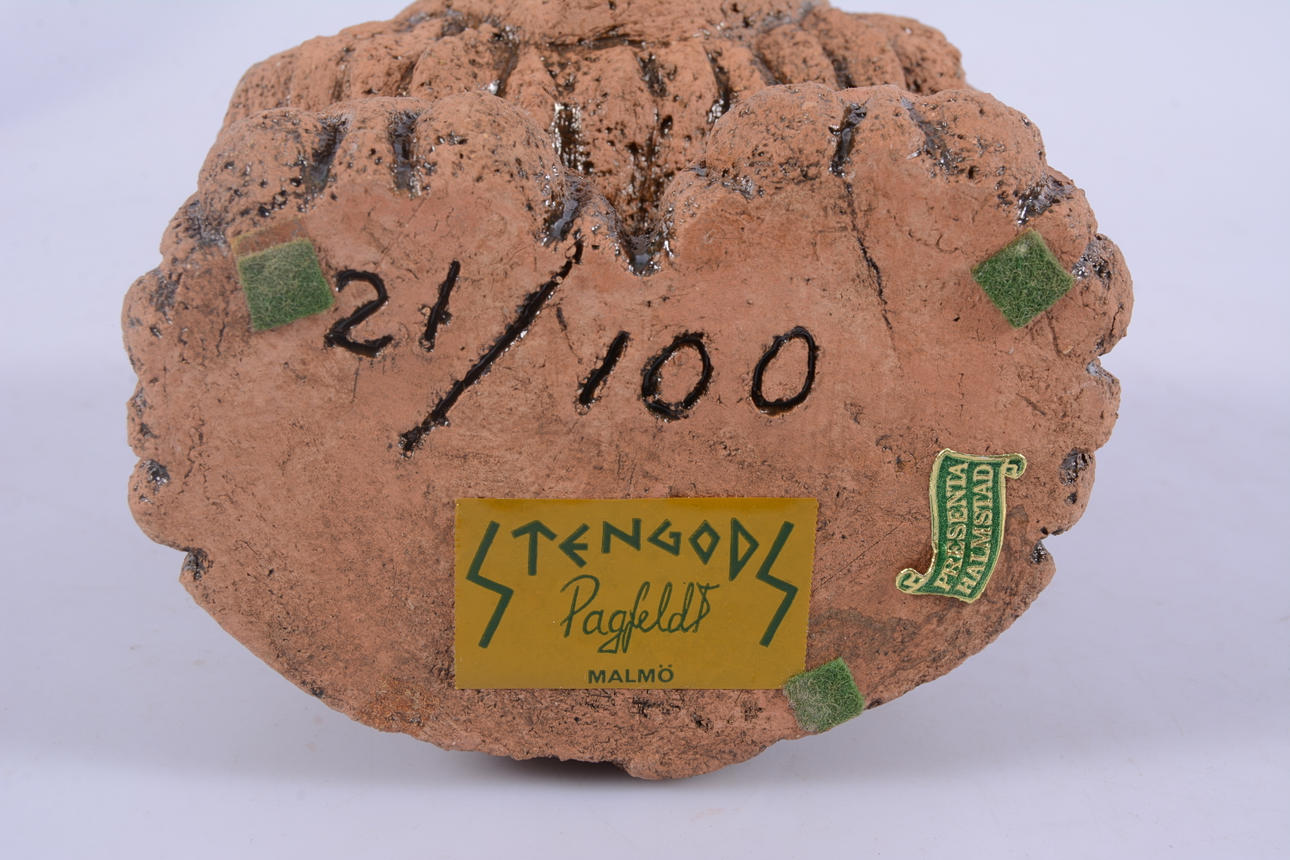 21/100
STENGODS
Pagfeldt
MALMÖ
PRESENTA
HALMSTAD